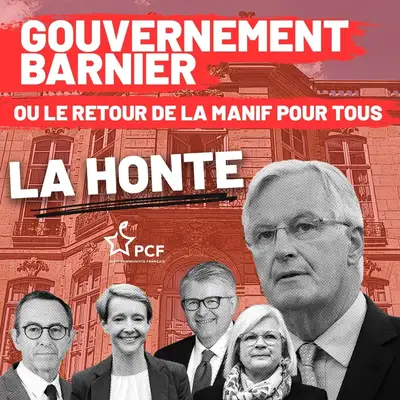 GOUVERNEMENT
BARNIER
OU LE RETOUR DE LA MANIF POUR TOUS
LA HONTE
PCF